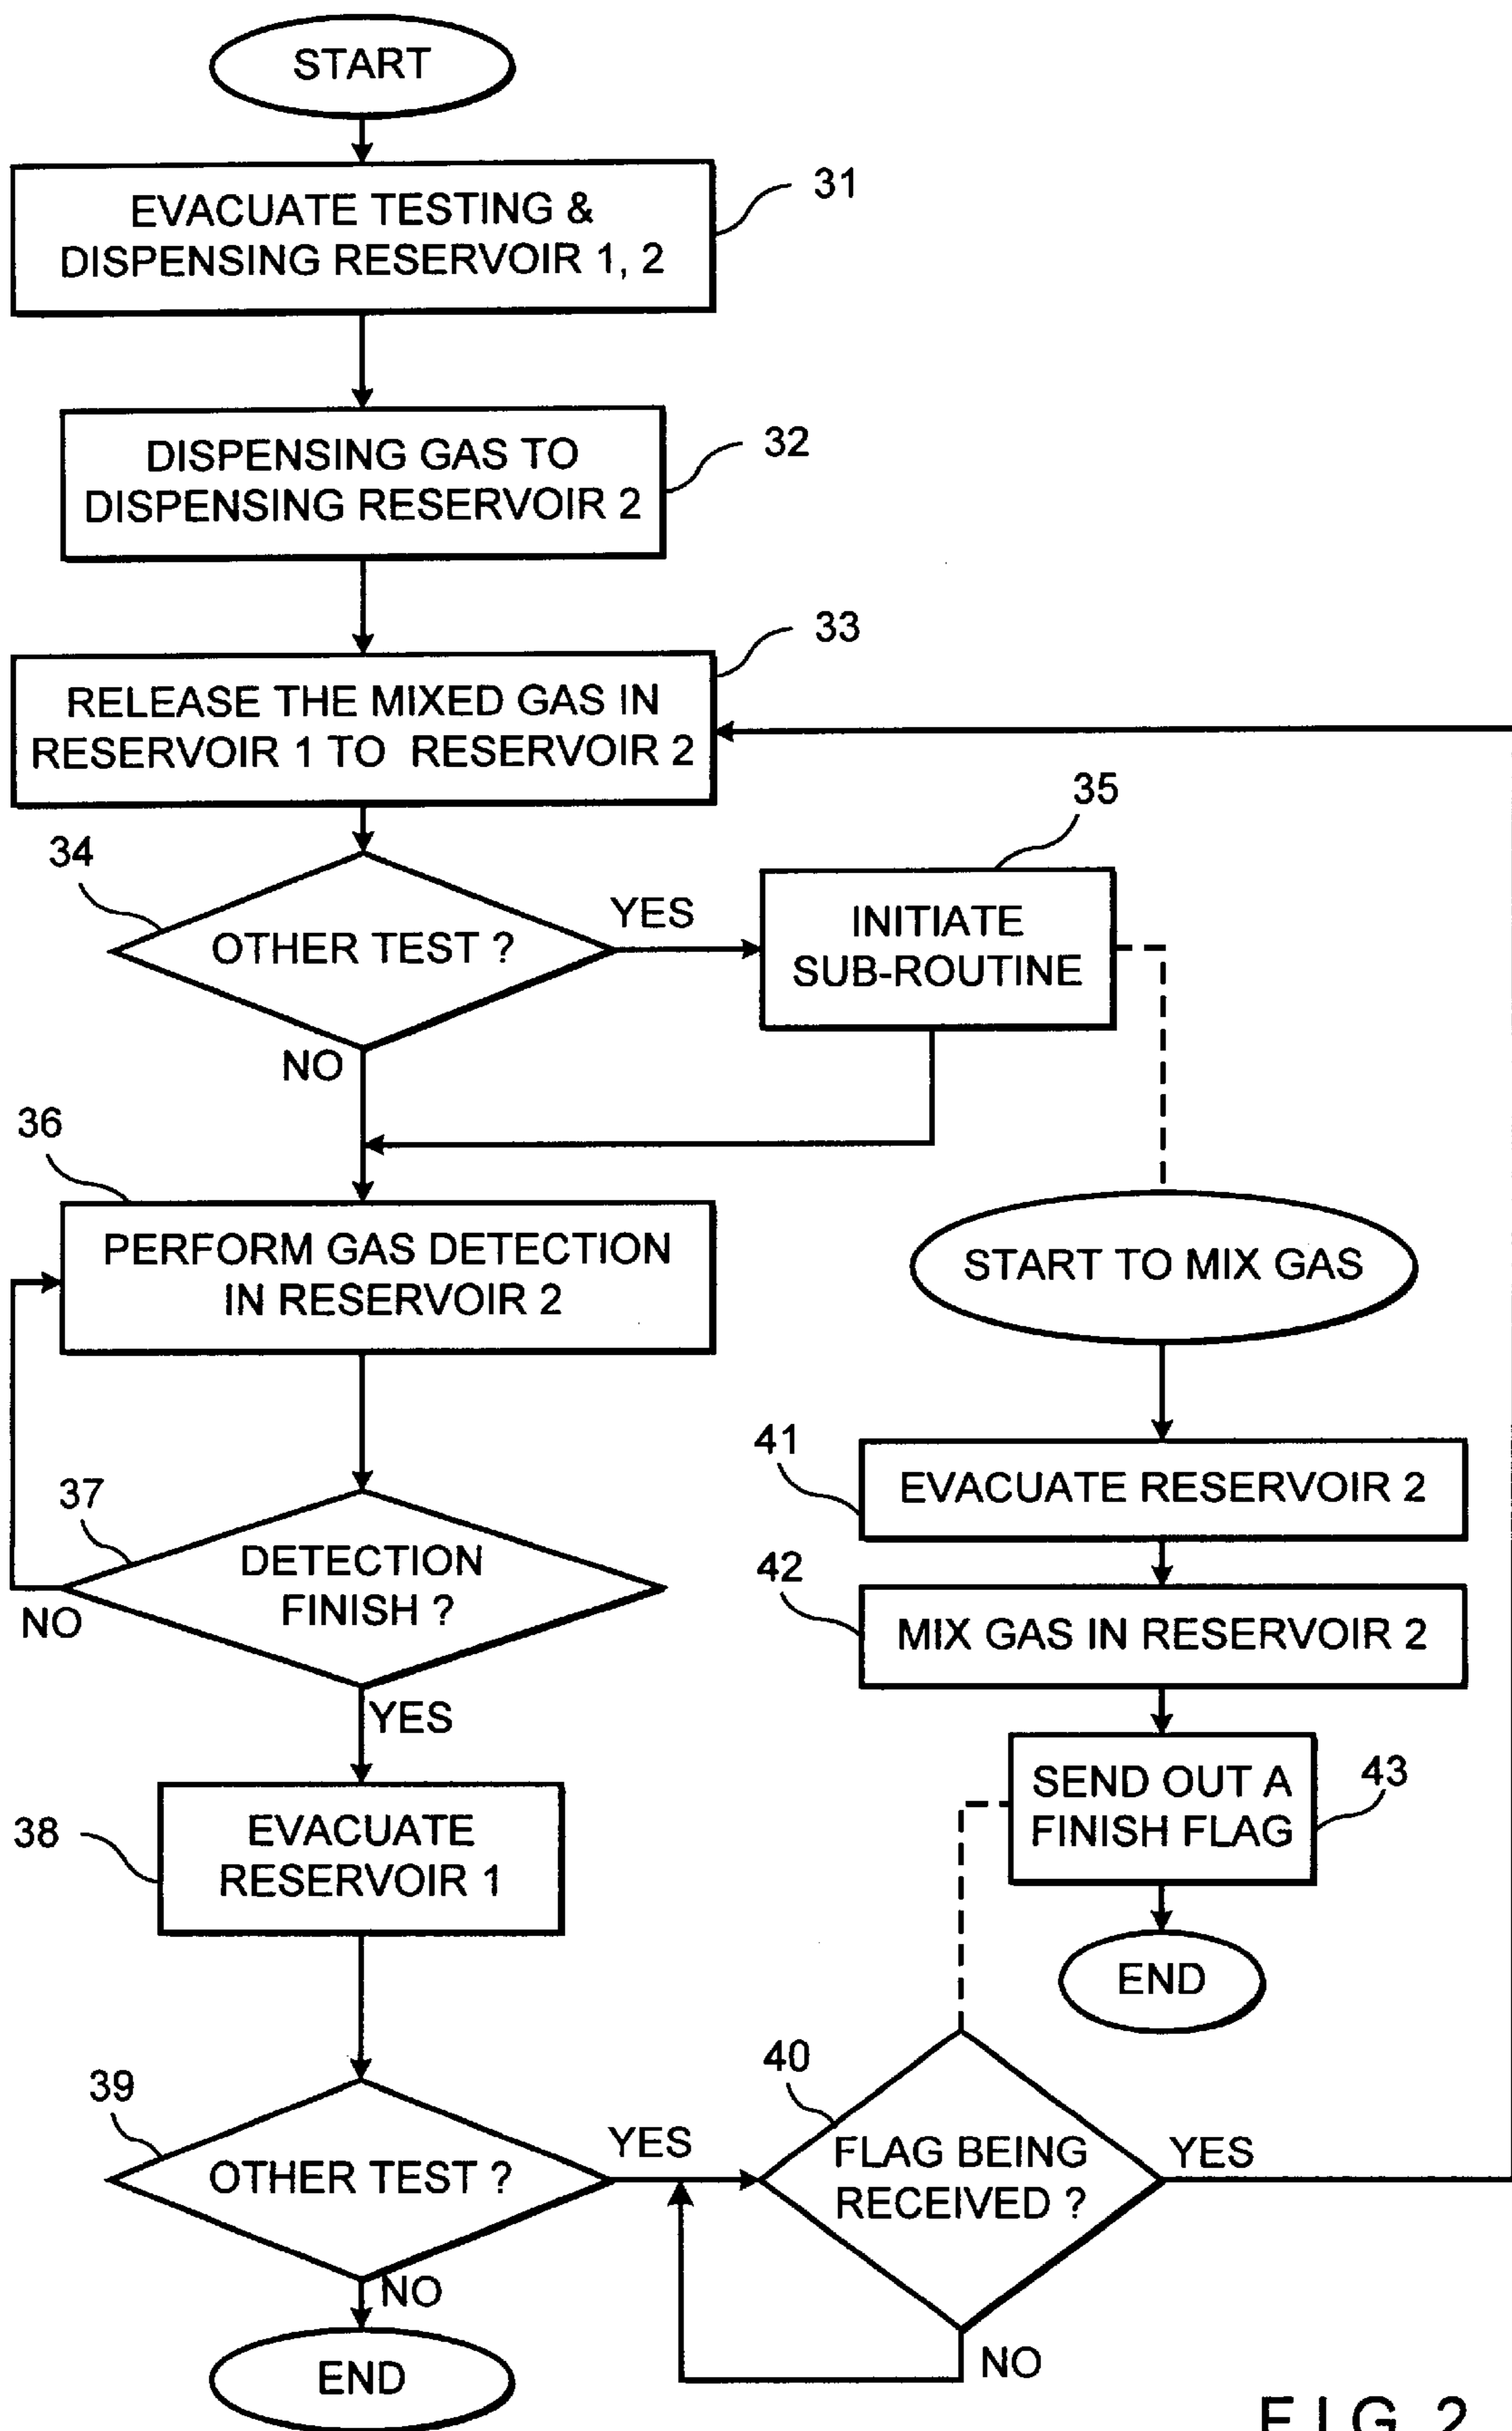 START
31
EVACUATE TESTING &
DISPENSING RESERVOIR 1, 2
32
DISPENSING GAS TO
DISPENSING RESERVOIR 2
33
RELEASE THE MIXED GAS IN
RESERVOIR 1 TO RESERVOIR 2
34
OTHER TEST ?
YES
NO
35
INITIATE
SUB-ROUTINE
36
PERFORM GAS DETECTION
IN RESERVOIR 2
37
DETECTION
FINISH ?
NO
YES
38
EVACUATE
RESERVOIR 1
39
OTHER TEST ?
YES
NO
END
40
FLAG BEING
RECEIVED ?
YES
NO
START TO MIX GAS
41
EVACUATE RESERVOIR 2
42
MIX GAS IN RESERVOIR 2
43
SEND OUT A
FINISH FLAG
END
FIG. 2